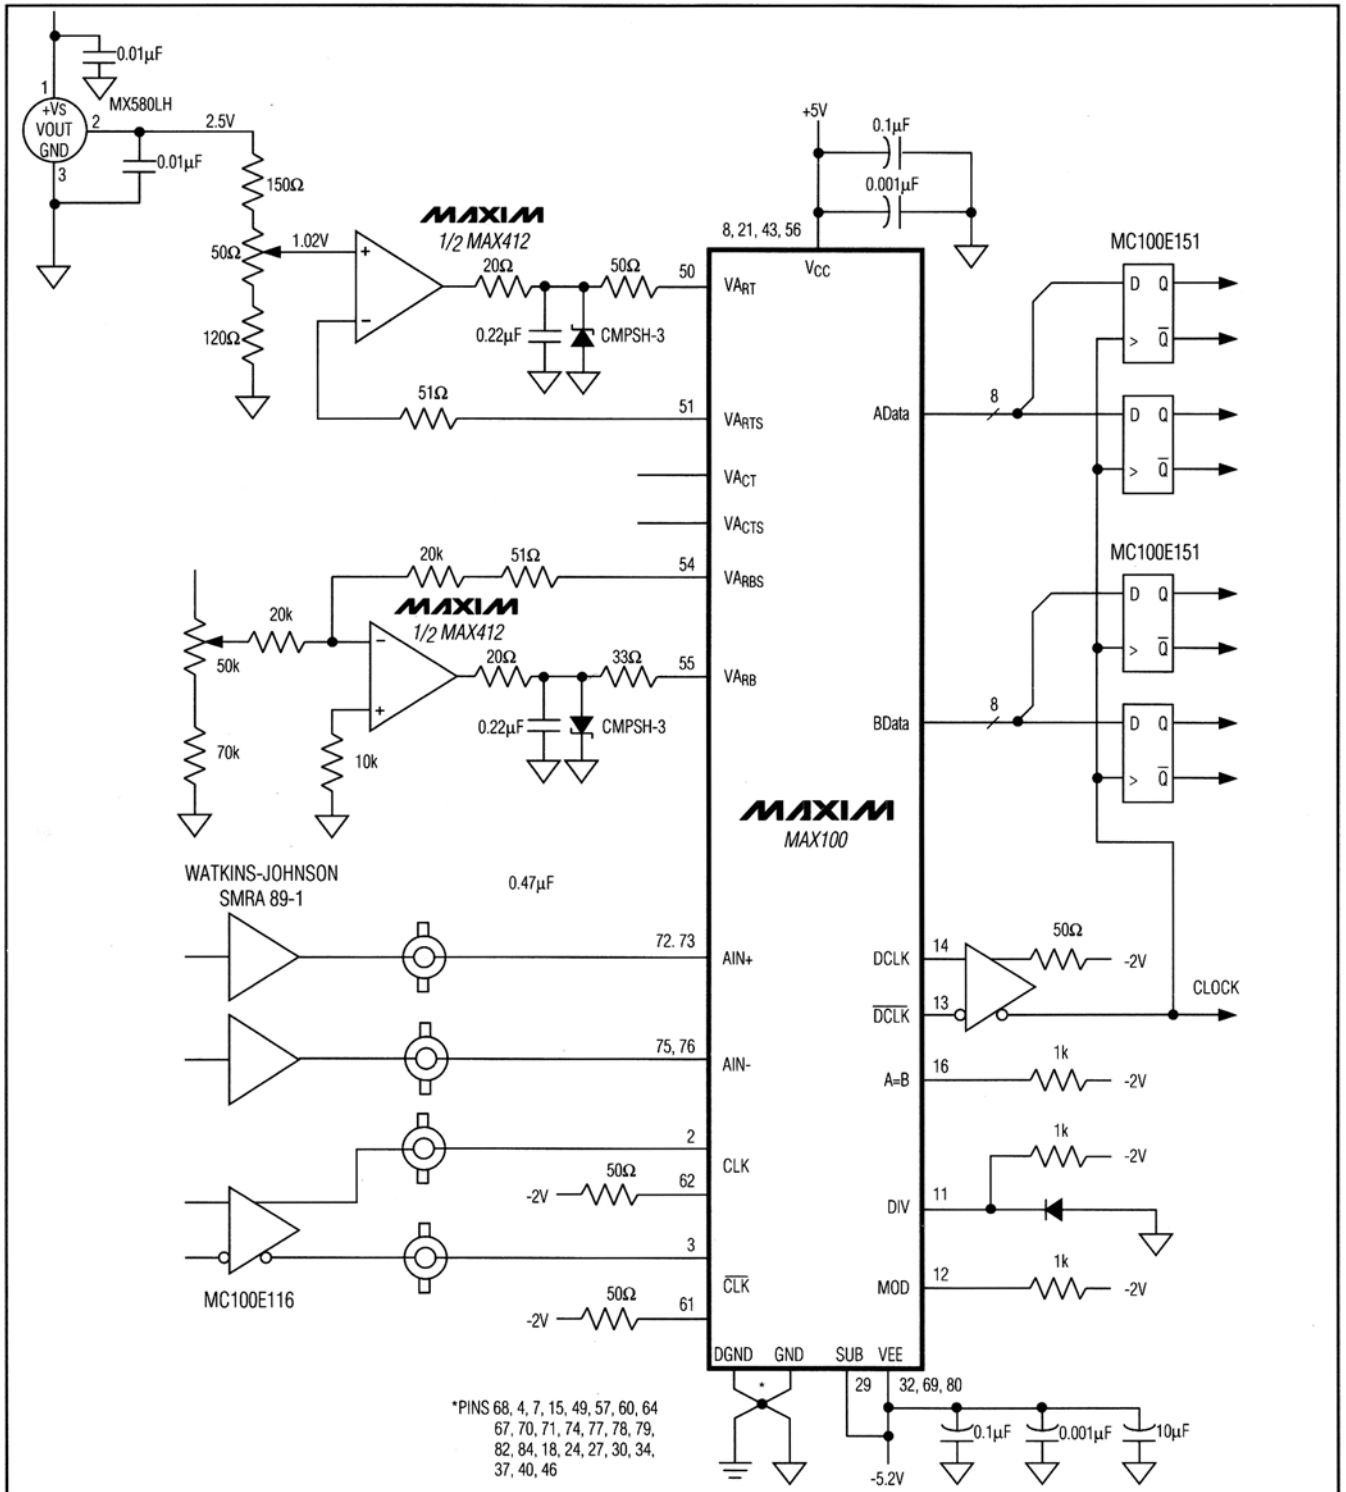 0.01µF
1
+VS
VOUT
GND
MX580LH
2
2.5V
3
0.01µF
150Ω
50Ω
1.02V
120Ω
MAXIM
1/2 MAX412
+
−
20Ω
50Ω
50
VART
0.22µF
CMPSH-3
51Ω
51
VARTS
VACT
VACTS
20k
51Ω
54
VARBS
MAXIM
1/2 MAX412
20k
50k
70k
−
+
10k
20Ω
33Ω
55
VARB
0.22µF
CMPSH-3
+5V
0.1µF
0.001µF
8, 21, 43, 56
VCC
MAXIM
MAX100
MC100E151
D Q
> Q̅
8
AData
D Q
> Q̅
MC100E151
D Q
> Q̅
8
BData
D Q
> Q̅
WATKINS-JOHNSON
SMRA 89-1
0.47µF
72. 73
AIN+
75, 76
AIN-
2
CLK
50Ω
-2V
62
3
C̅L̅K̅
50Ω
-2V
61
MC100E116
DCLK
14
50Ω
-2V
D̅C̅L̅K̅
13
CLOCK
A=B
16
1k
-2V
1k
-2V
DIV
11
MOD
12
1k
-2V
DGND GND SUB VEE
*
29
32, 69, 80
0.1µF
0.001µF
10µF
-5.2V
*PINS 68, 4, 7, 15, 49, 57, 60, 64
67, 70, 71, 74, 77, 78, 79,
82, 84, 18, 24, 27, 30, 34,
37, 40, 46